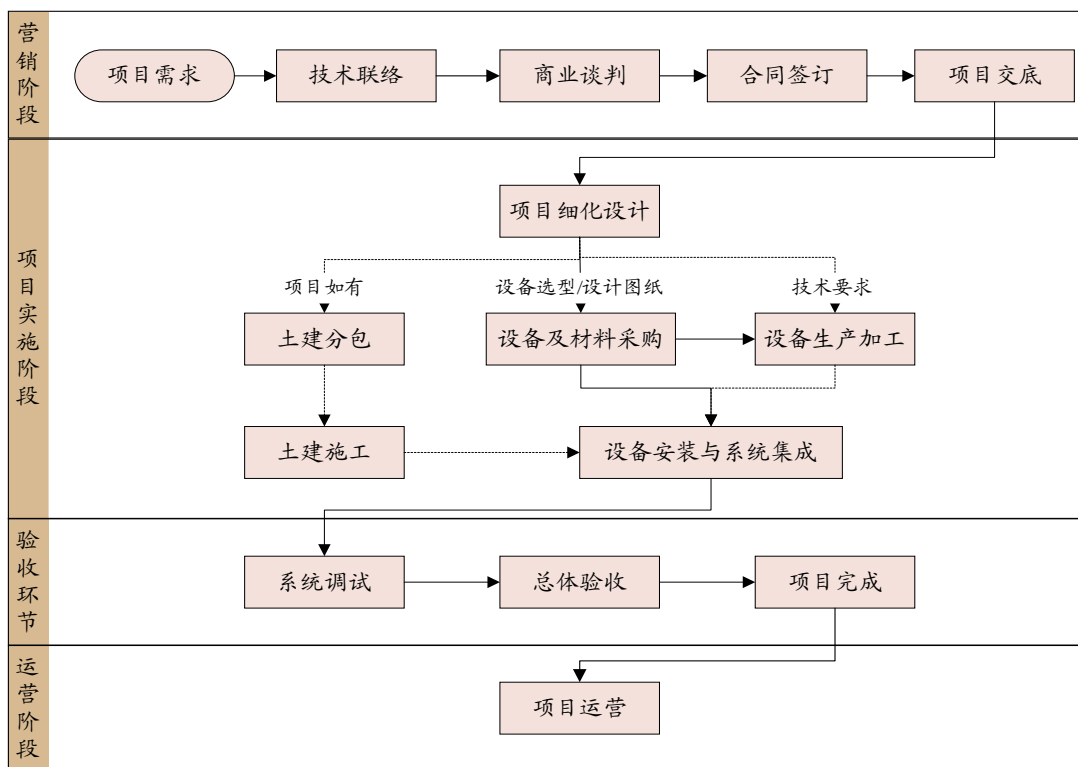 营销阶段
项目需求
技术联络
商业谈判
合同签订
项目交底
项目实施阶段
项目细化设计
项目如有
设备选型/设计图纸
技术要求
土建分包
设备及材料采购
设备生产加工
土建施工
设备安装与系统集成
验收环节
系统调试
总体验收
项目完成
运营阶段
项目运营